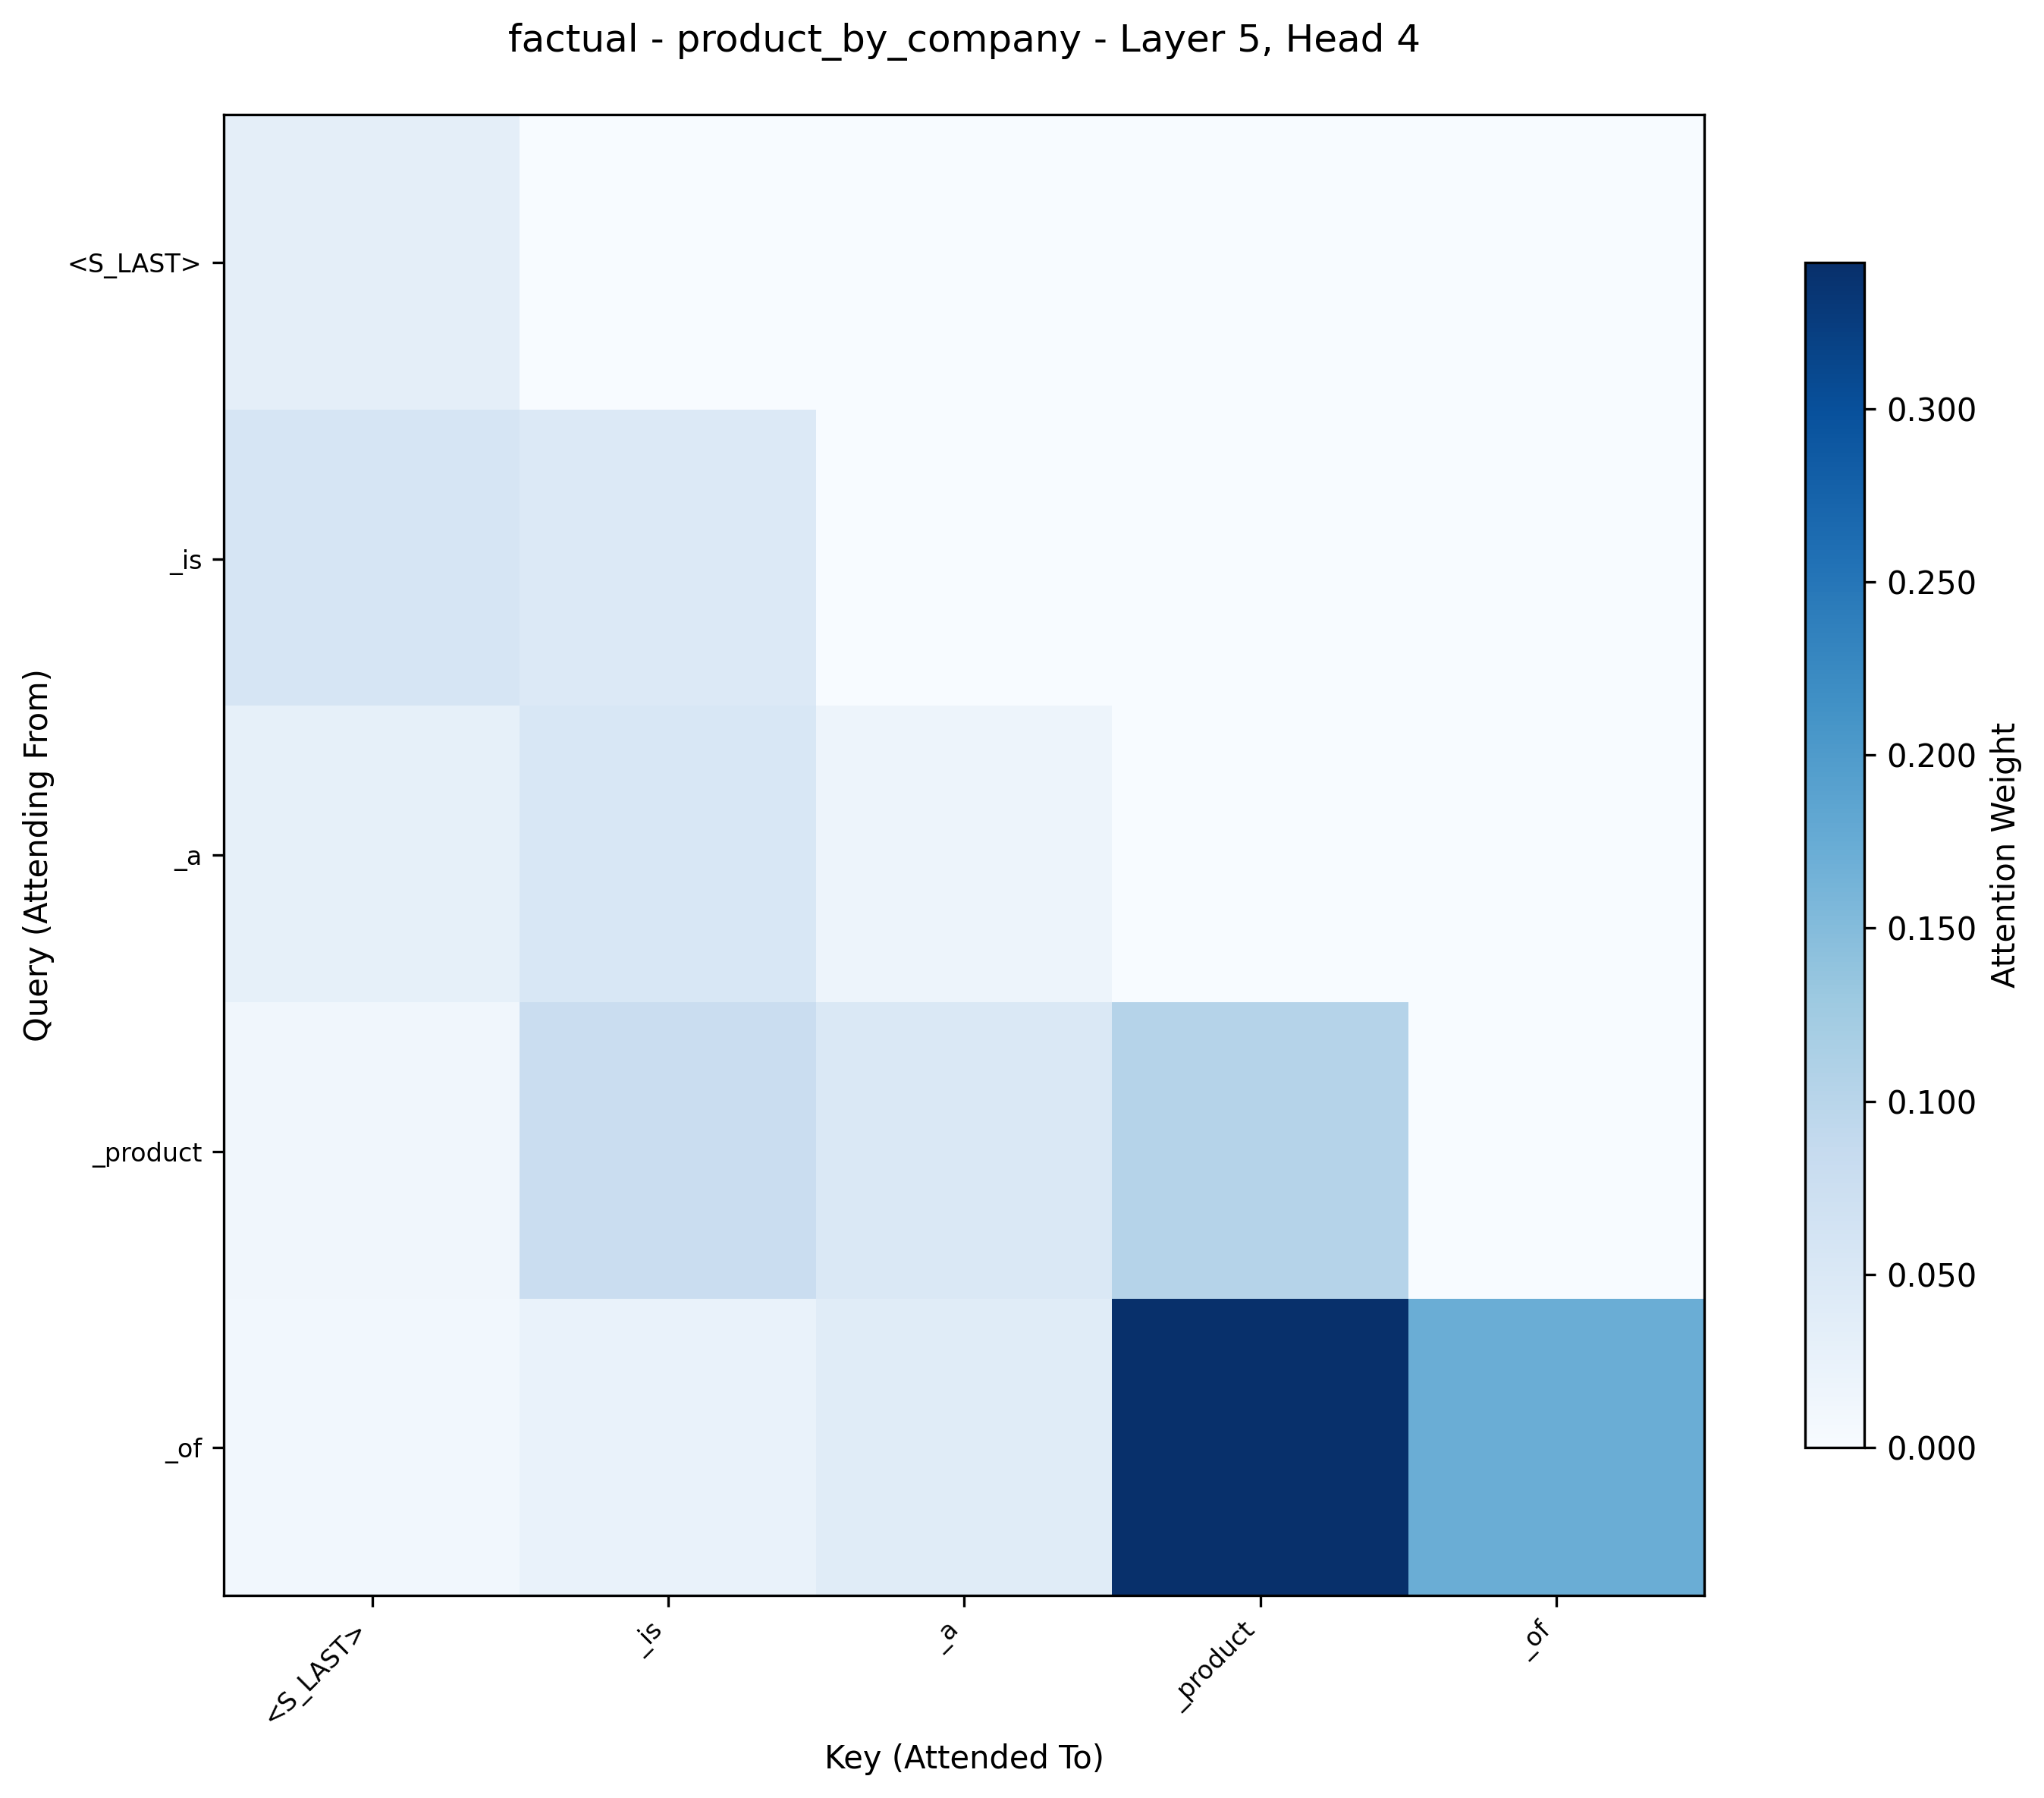 factual - product_by_company - Layer 5, Head 4
Query (Attending From)
<S_LAST>
_is
_a
_product
_of
<S_LAST>
_is
_a
_product
_of
Key (Attended To)
0.300
0.250
0.200
0.150
0.100
0.050
0.000
Attention Weight